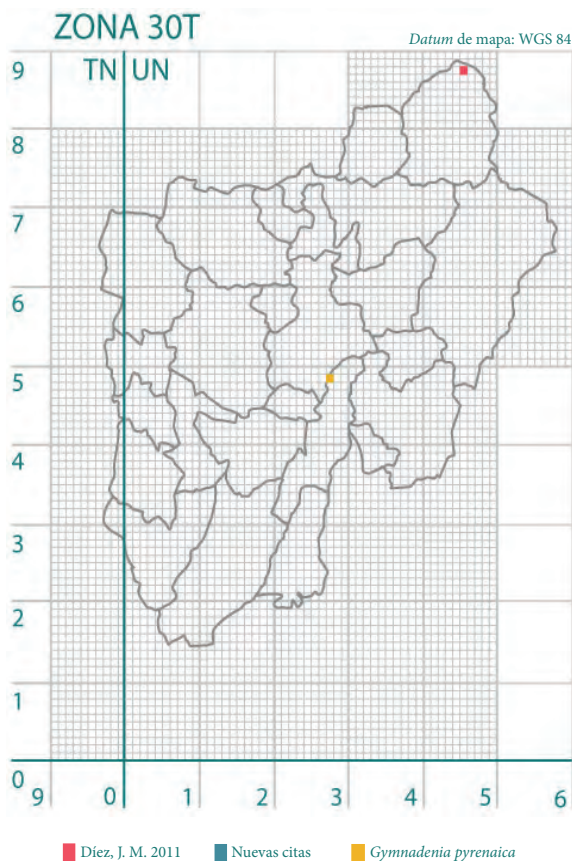 ZONA 30T
Datum de mapa: WGS 84
TN UN
9
8
7
6
5
4
3
2
1
0
9 0 1 2 3 4 5 6
Díez, J. M. 2011 Nuevas citas Gymnadenia pyrenaica